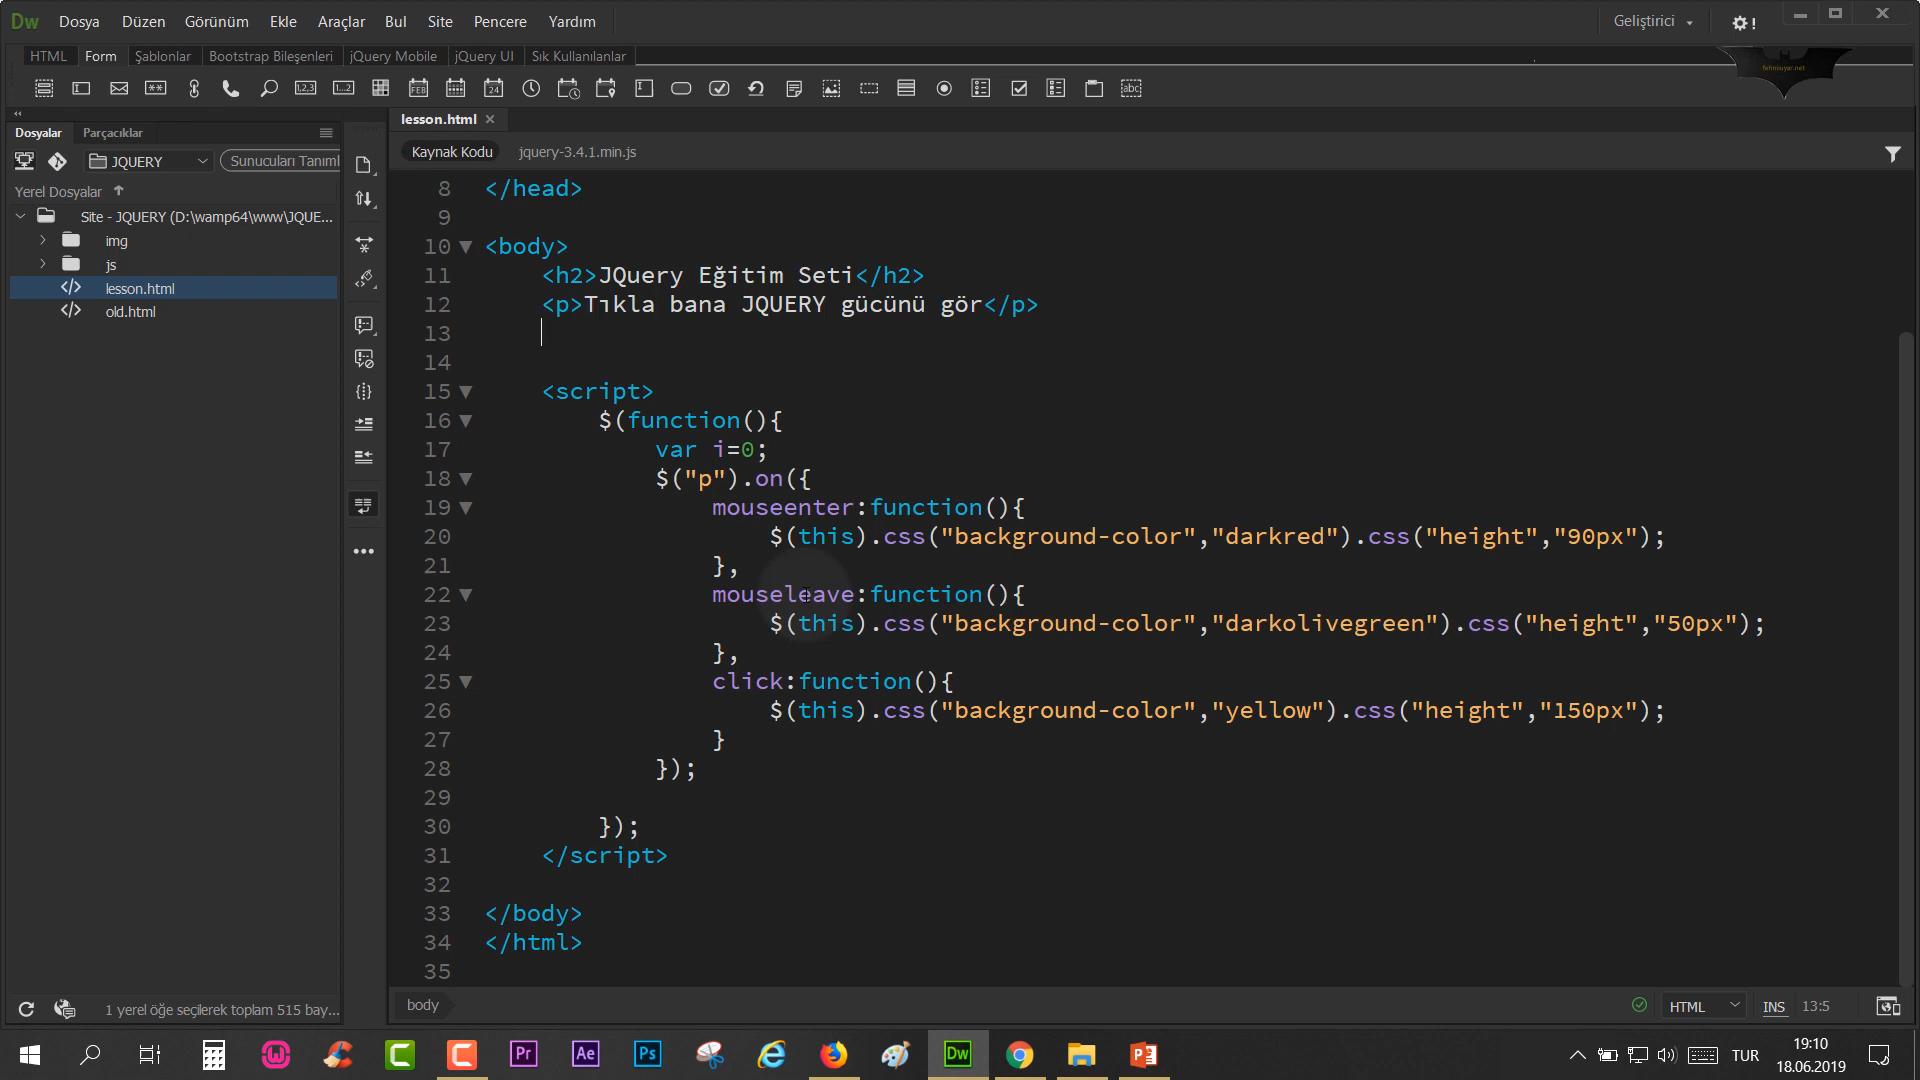 Dw Dosya Düzen Görünüm Ekle Araçlar Bul Site Pencere Yardım Geliştirici
HTML Form Şablonlar Bootstrap Bileşenleri jQuery Mobile jQuery UI Sık Kullanılanlar
fehmiuyar.net
Dosyalar Parçacıklar
lesson.html
JQUERY Sunucuları Tanıml
Kaynak Kodu jquery-3.4.1.min.js
Yerel Dosyalar
Site - JQUERY (D:\wamp64\www\JQUE...
img
js
lesson.html
old.html
8 </head>
9
10 <body>
11 <h2>JQuery Eğitim Seti</h2>
12 <p>Tıkla bana JQUERY gücünü gör</p>
13
14
15 <script>
16 $(function(){
17 var i=0;
18 $("p").on({
19 mouseenter:function(){
20 $(this).css("background-color","darkred").css("height","90px");
21 },
22 mouseleave:function(){
23 $(this).css("background-color","darkolivegreen").css("height","50px");
24 },
25 click:function(){
26 $(this).css("background-color","yellow").css("height","150px");
27 }
28 });
29
30 });
31 </script>
32
33 </body>
34 </html>
35
1 yerel öğe seçilerek toplam 515 bay...
body HTML INS 13:5
Pr Ae Ps Dw TUR
19:10
18.06.2019